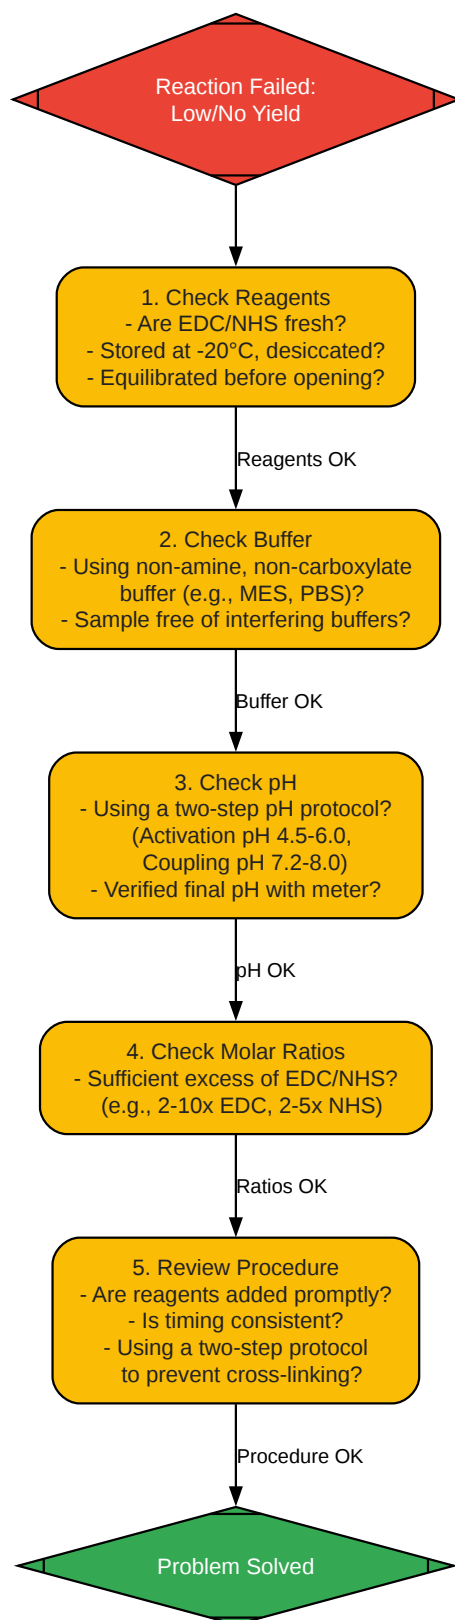 Reaction Failed:
Low/No Yield
1. Check Reagents
- Are EDC/NHS fresh?
- Stored at -20°C, desiccated?
- Equilibrated before opening?
Reagents OK
2. Check Buffer
- Using non-amine, non-carboxylate
buffer (e.g., MES, PBS)?
- Sample free of interfering buffers?
Buffer OK
3. Check pH
- Using a two-step pH protocol?
(Activation pH 4.5-6.0,
Coupling pH 7.2-8.0)
- Verified final pH with meter?
pH OK
4. Check Molar Ratios
- Sufficient excess of EDC/NHS?
(e.g., 2-10x EDC, 2-5x NHS)
Ratios OK
5. Review Procedure
- Are reagents added promptly?
- Is timing consistent?
- Using a two-step protocol
to prevent cross-linking?
Procedure OK
Problem Solved